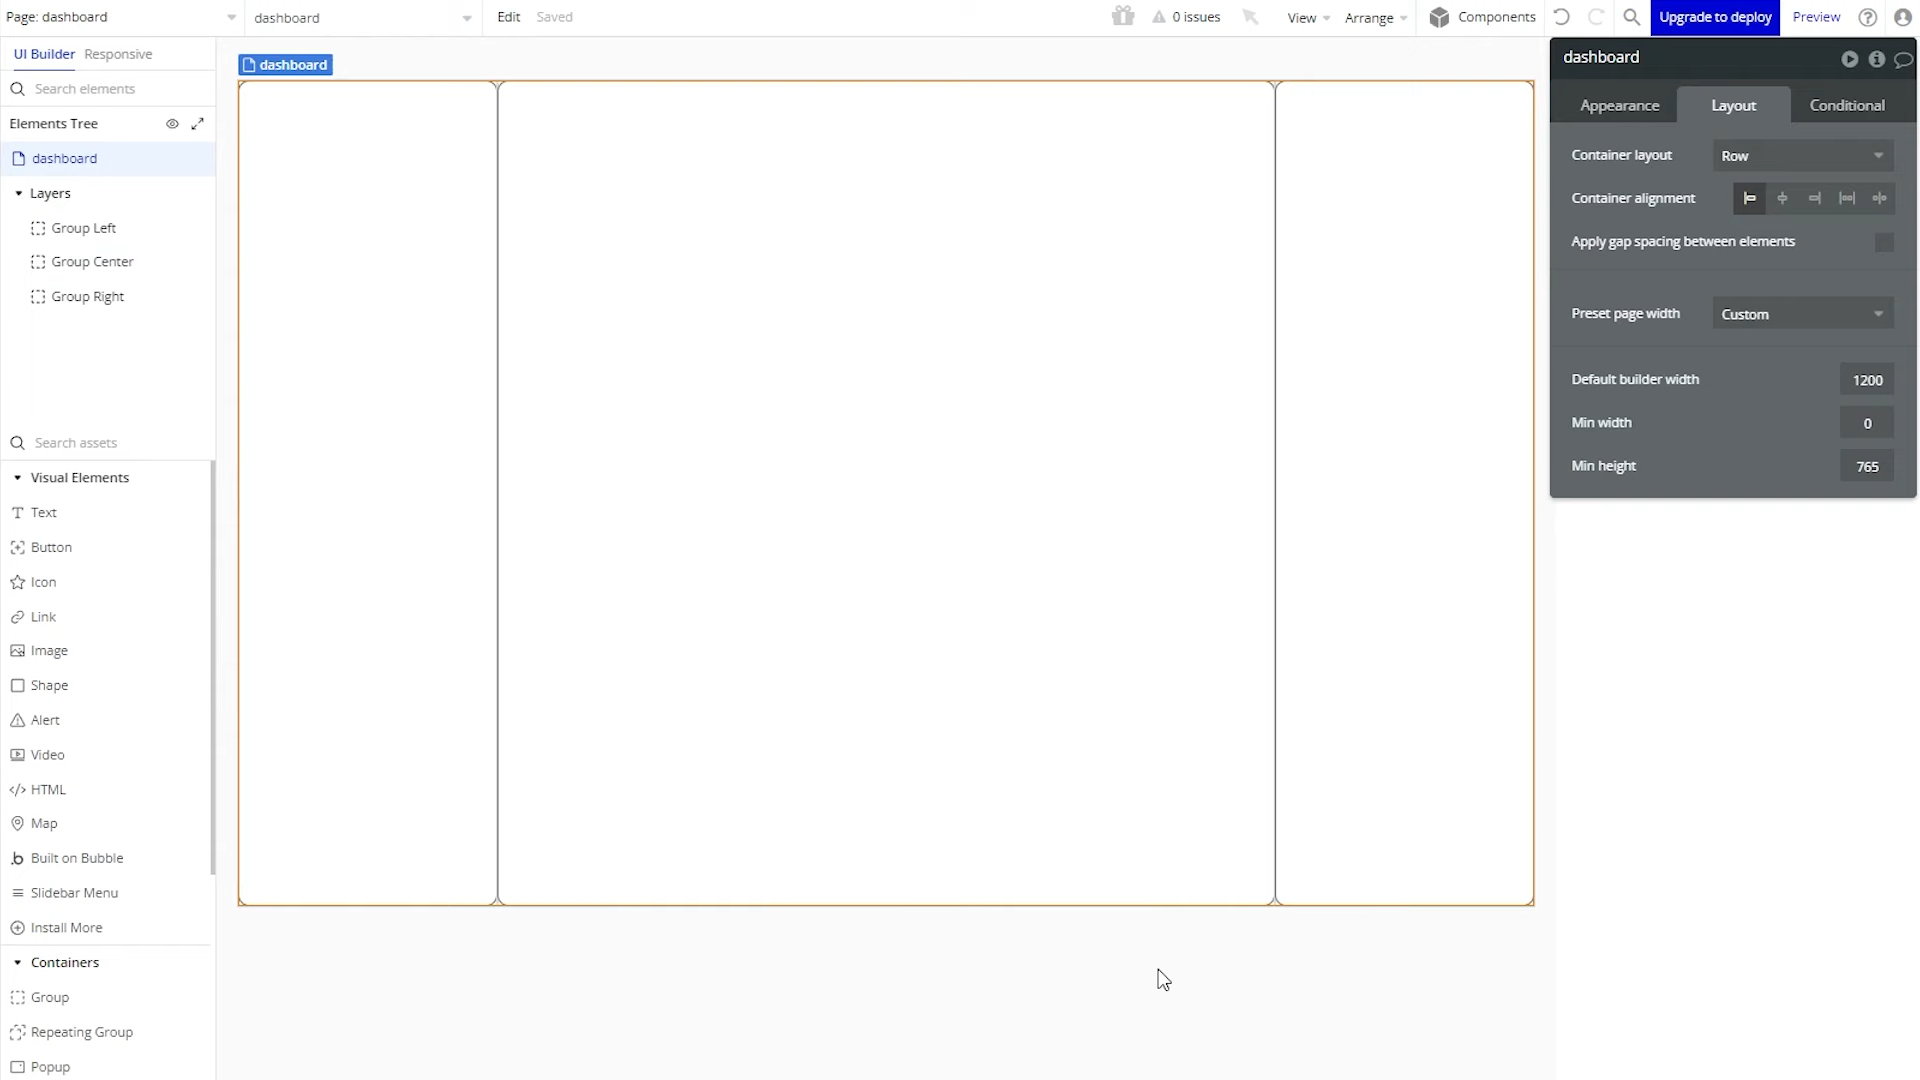 Page: dashboard
dashboard
Edit
Saved
0 issues
View
Arrange
Components
Upgrade to deploy
Preview
UI Builder
Responsive
Search elements
Elements Tree
dashboard
Layers
Group Left
Group Center
Group Right
Search assets
Visual Elements
Text
Button
Icon
Link
Image
Shape
Alert
Video
HTML
Map
Built on Bubble
Slidebar Menu
Install More
Containers
Group
Repeating Group
Popup
dashboard
dashboard
Appearance
Layout
Conditional
Container layout
Row
Container alignment
Apply gap spacing between elements
Preset page width
Custom
Default builder width
1200
Min width
0
Min height
765